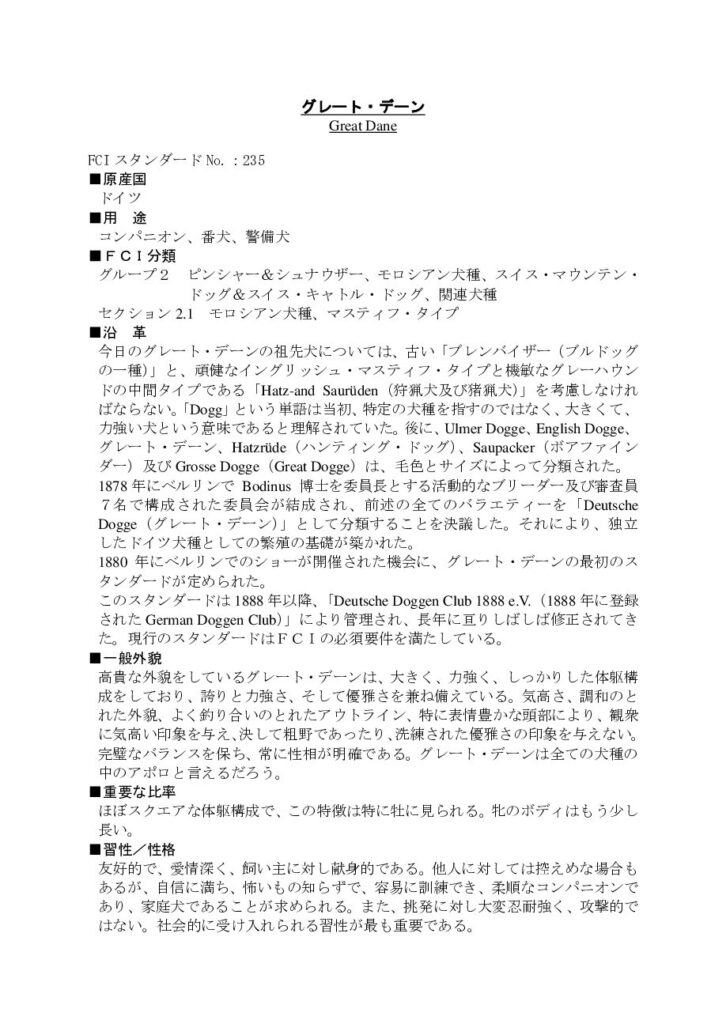 グレート・デーン
Great Dane
FCI スタンダード No. : 235
■原産国
ドイツ
■用　途
コンパニオン、番犬、警備犬
■ＦＣＩ分類
グループ２　ピンシャー＆シュナウザー、モロシアン犬種、スイス・マウンテン・
ドッグ＆スイス・キャトル・ドッグ、関連犬種
セクション 2.1　モロシアン犬種、マスティフ・タイプ
■沿　革
今日のグレート・デーンの祖先犬については、古い「ブレンバイザー（ブルドッグ
の一種）」と、頑健なイングリッシュ・マスティフ・タイプと機敏なグレーハウン
ドの中間タイプである「Hatz-and Saurüden（狩猟犬及び猪猟犬）」を考慮しなけれ
ばならない。「Dogg」という単語は当初、特定の犬種を指すのではなく、大きくて、
力強い犬という意味であると理解されていた。後に、Ulmer Dogge、English Dogge、
グレート・デーン、Hatzrüde（ハンティング・ドッグ）、Saupacker（ボアファイン
ダー）及び Grosse Dogge（Great Dogge）は、毛色とサイズによって分類された。
1878 年にベルリンで Bodinus 博士を委員長とする活動的なブリーダー及び審査員
７名で構成された委員会が結成され、前述の全てのバラエティーを「Deutsche
Dogge（グレート・デーン）」として分類することを決議した。それにより、独立
したドイツ犬種としての繁殖の基礎が築かれた。
1880 年にベルリンでのショーが開催された機会に、グレート・デーンの最初のス
タンダードが定められた。
このスタンダードは 1888 年以降、「Deutsche Doggen Club 1888 e.V.（1888 年に登録
された German Doggen Club）」により管理され、長年に亘りしばしば修正されてき
た。現行のスタンダードはＦＣＩの必須要件を満たしている。
■一般外貌
高貴な外貌をしているグレート・デーンは、大きく、力強く、しっかりした体躯構
成をしており、誇りと力強さ、そして優雅さを兼ね備えている。気高さ、調和のと
れた外貌、よく釣り合いのとれたアウトライン、特に表情豊かな頭部により、観衆
に気高い印象を与え、決して粗野であったり、洗練された優雅さの印象を与えない。
完璧なバランスを保ち、常に性相が明確である。グレート・デーンは全ての犬種の
中のアポロと言えるだろう。
■重要な比率
ほぼスクエアな体躯構成で、この特徴は特に牡に見られる。牝のボディはもう少し
長い。
■習性／性格
友好的で、愛情深く、飼い主に対し献身的である。他人に対しては控えめな場合も
あるが、自信に満ち、怖いもの知らずで、容易に訓練でき、柔順なコンパニオンで
あり、家庭犬であることが求められる。また、挑発に対し大変忍耐強く、攻撃的で
はない。社会的に受け入れられる習性が最も重要である。